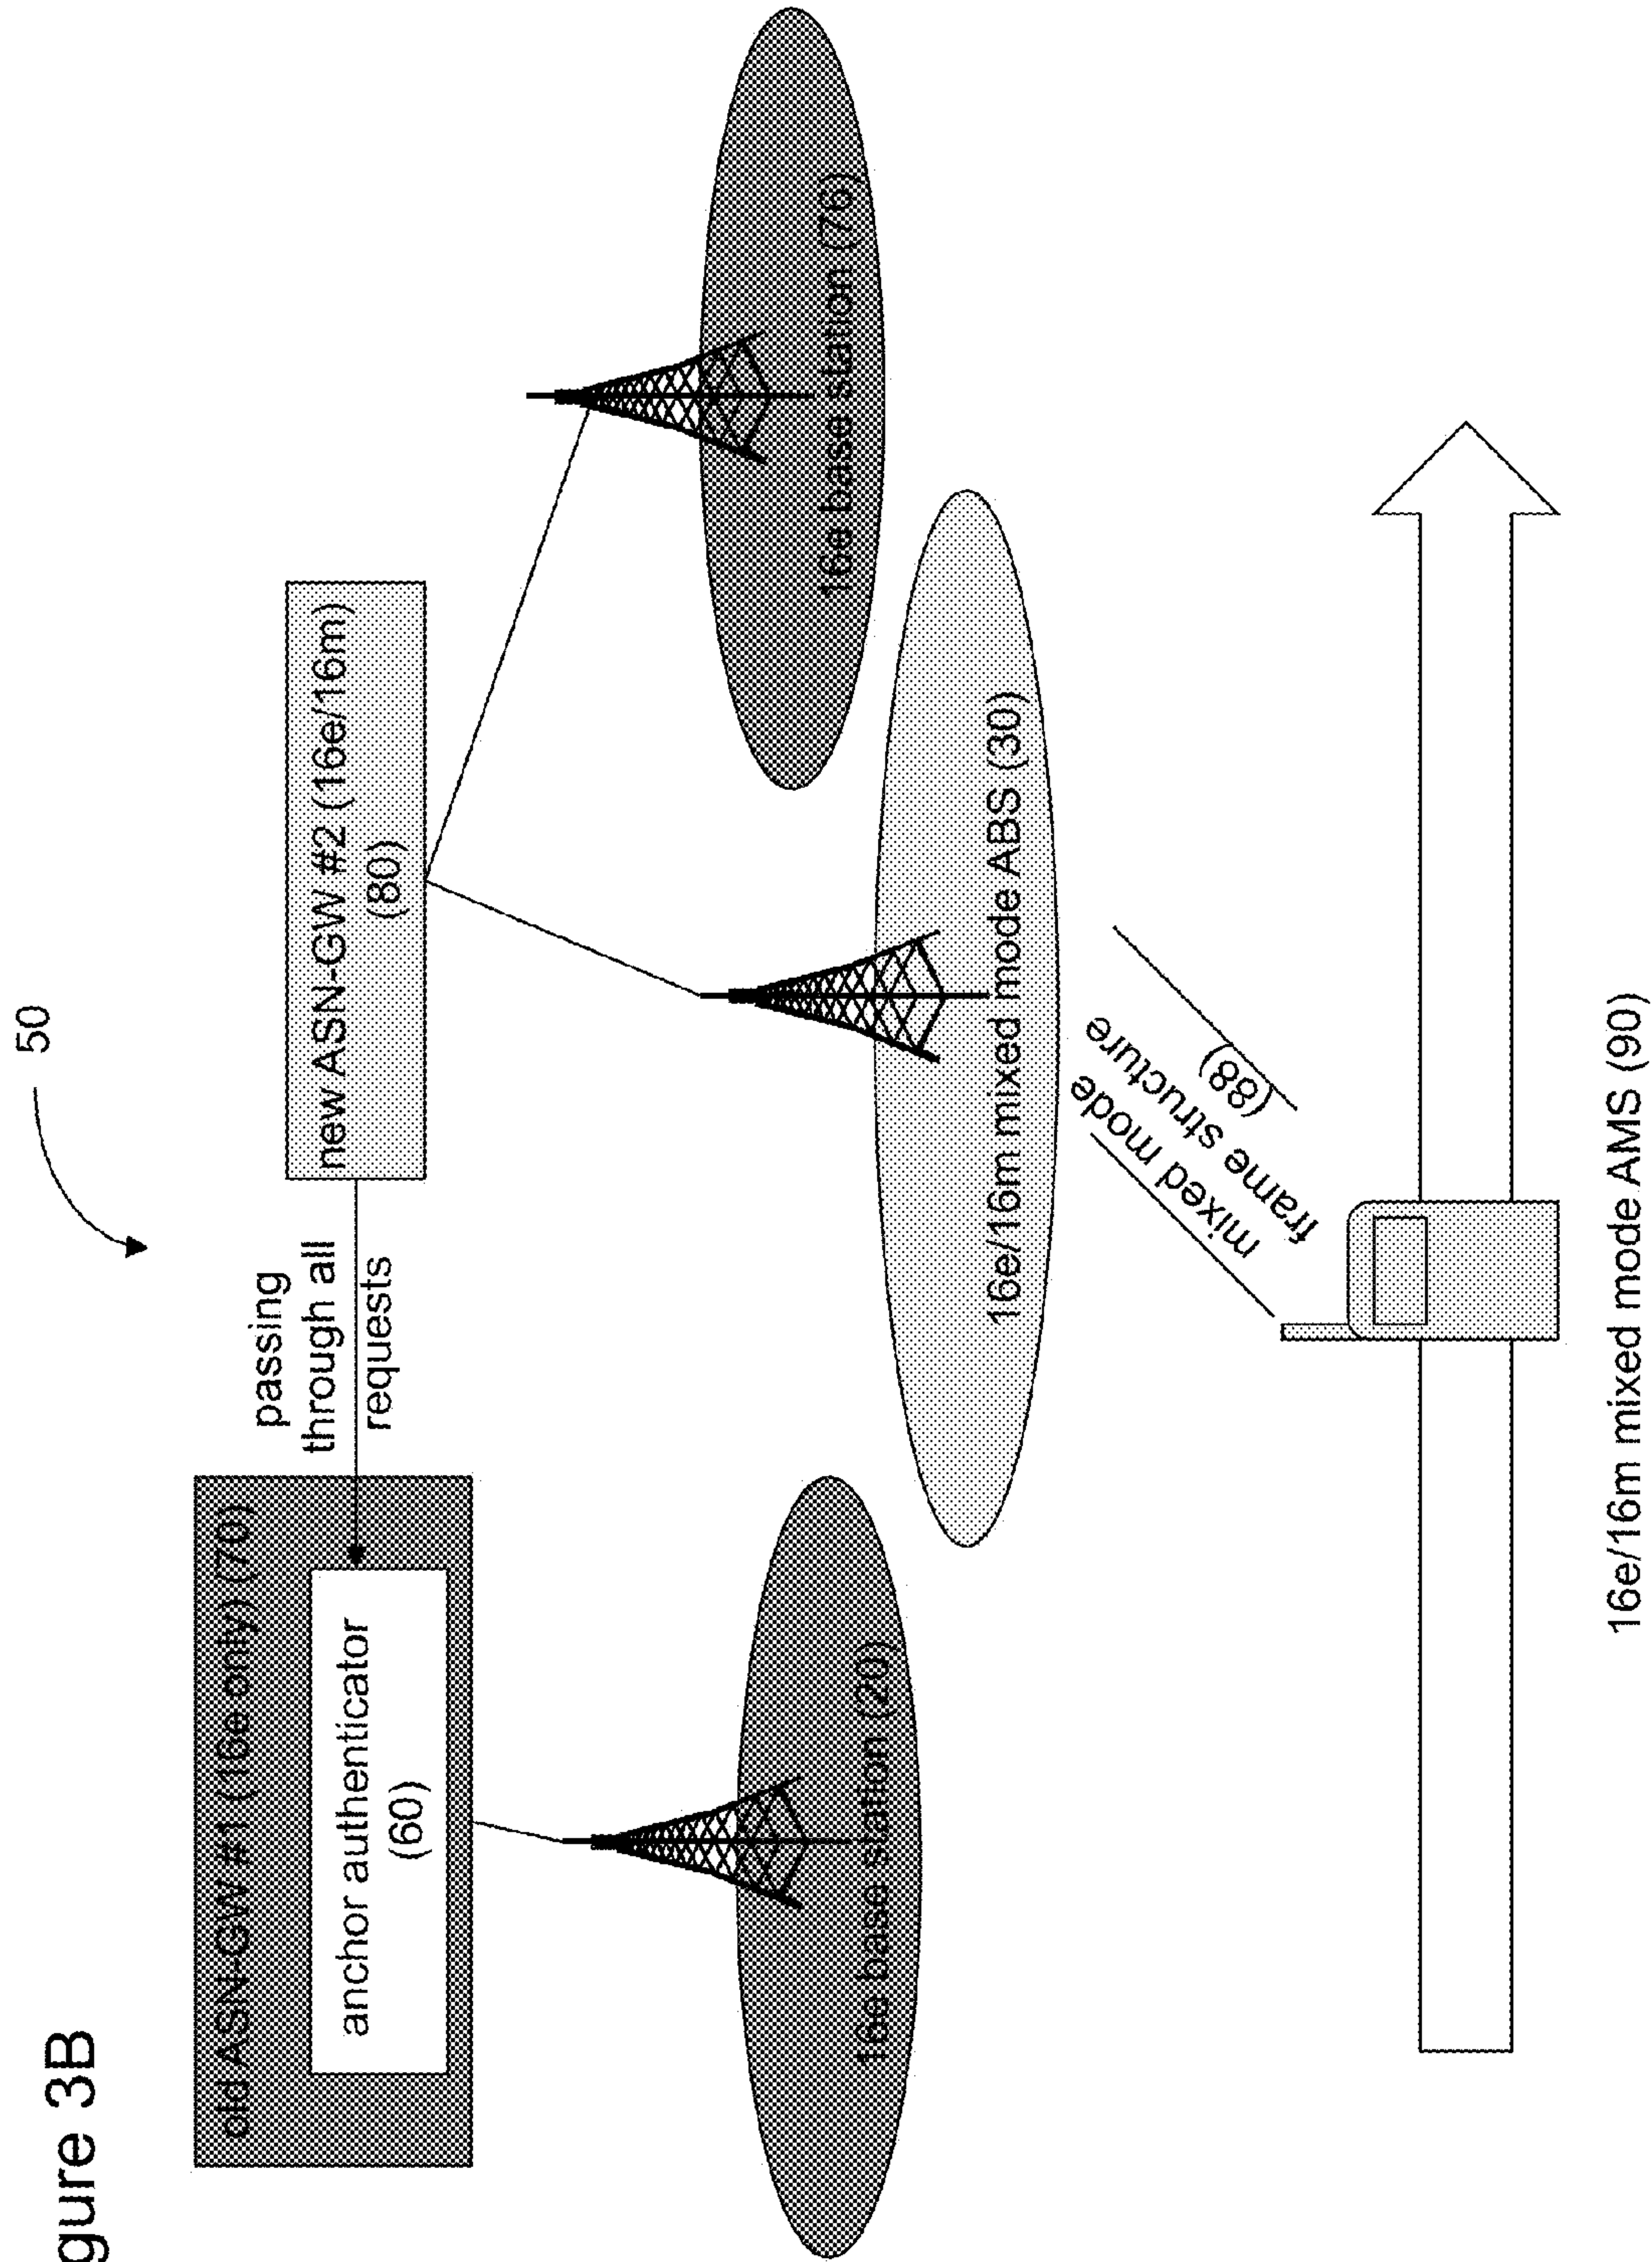 gure 3B
50
old ASN-GW #1 (16e only) (70)
anchor authenticator
(60)
passing
through all
requests
new ASN-GW #2 (16e/16m)
(80)
16e base station (20)
16e/16m mixed mode ABS (30)
16e base station (76)
mixed mode
frame structure
(88)
16e/16m mixed mode AMS (90)